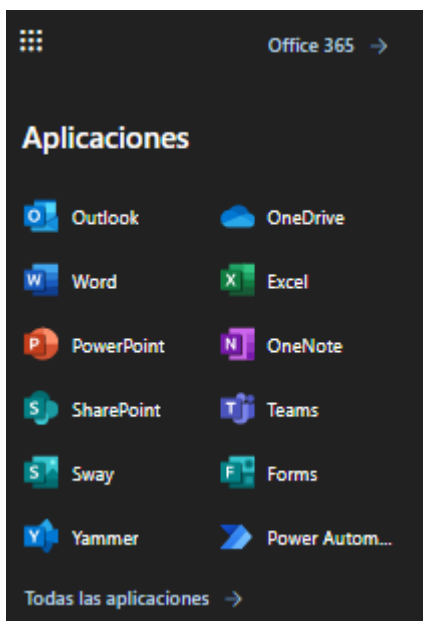 Office 365 →
Aplicaciones
Outlook
OneDrive
Word
Excel
PowerPoint
OneNote
SharePoint
Teams
Sway
Forms
Yammer
Power Autom...
Todas las aplicaciones →